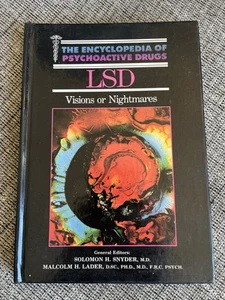 THE ENCYCLOPEDIA OF
PSYCHOACTIVE DRUGS
LSD
Visions or Nightmares
General Editors:
SOLOMON H. SNYDER, M.D.
MALCOLM H. LADER, D.SC., PH.D., M.D., F.R.C. PSYCH.